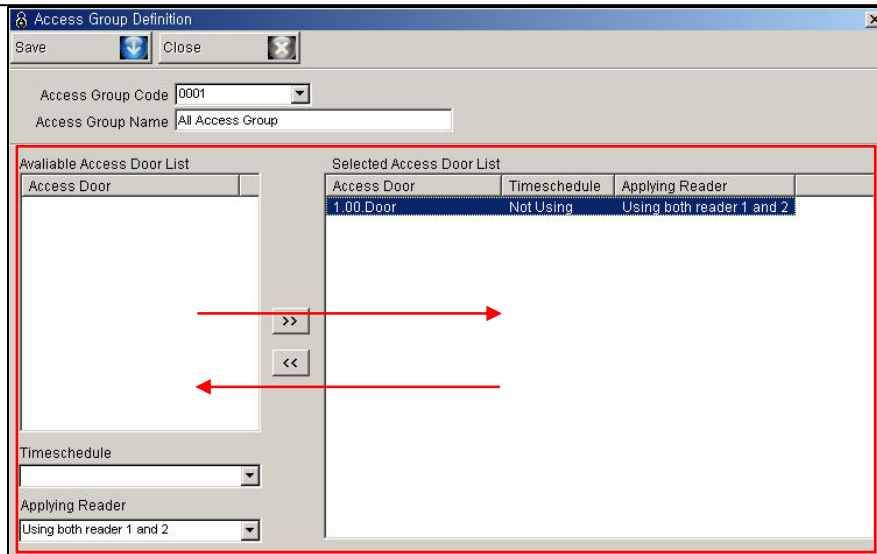 Access Group Definition
Save Close
Access Group Code 0001
Access Group Name All Access Group
Avaliable Access Door List
Access Door
Selected Access Door List
Access Door Timeschedule Applying Reader
1.00.Door Not Using Using both reader 1 and 2
>>
<<
Timeschedule
Applying Reader
Using both reader 1 and 2